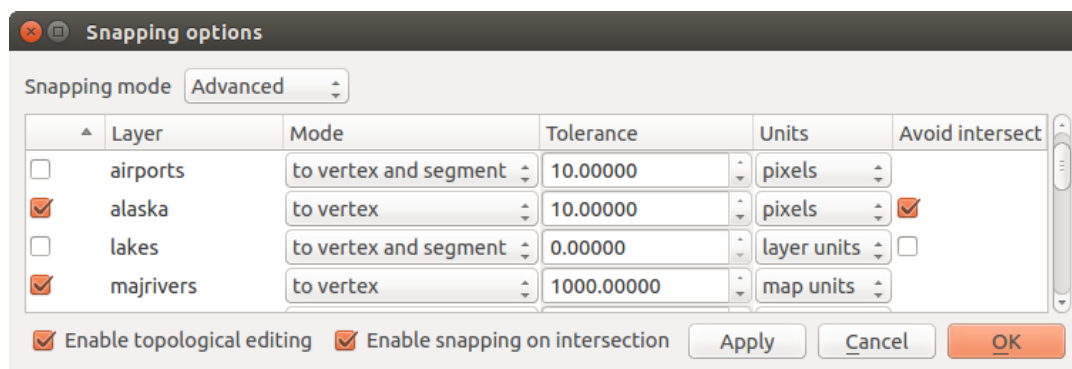 Snapping options
Snapping mode Advanced
Layer Mode Tolerance Units Avoid intersect
airports to vertex and segment 10.00000 pixels
alaska to vertex 10.00000 pixels
lakes to vertex and segment 0.00000 layer units
majrivers to vertex 1000.00000 map units
Enable topological editing Enable snapping on intersection Apply Cancel OK